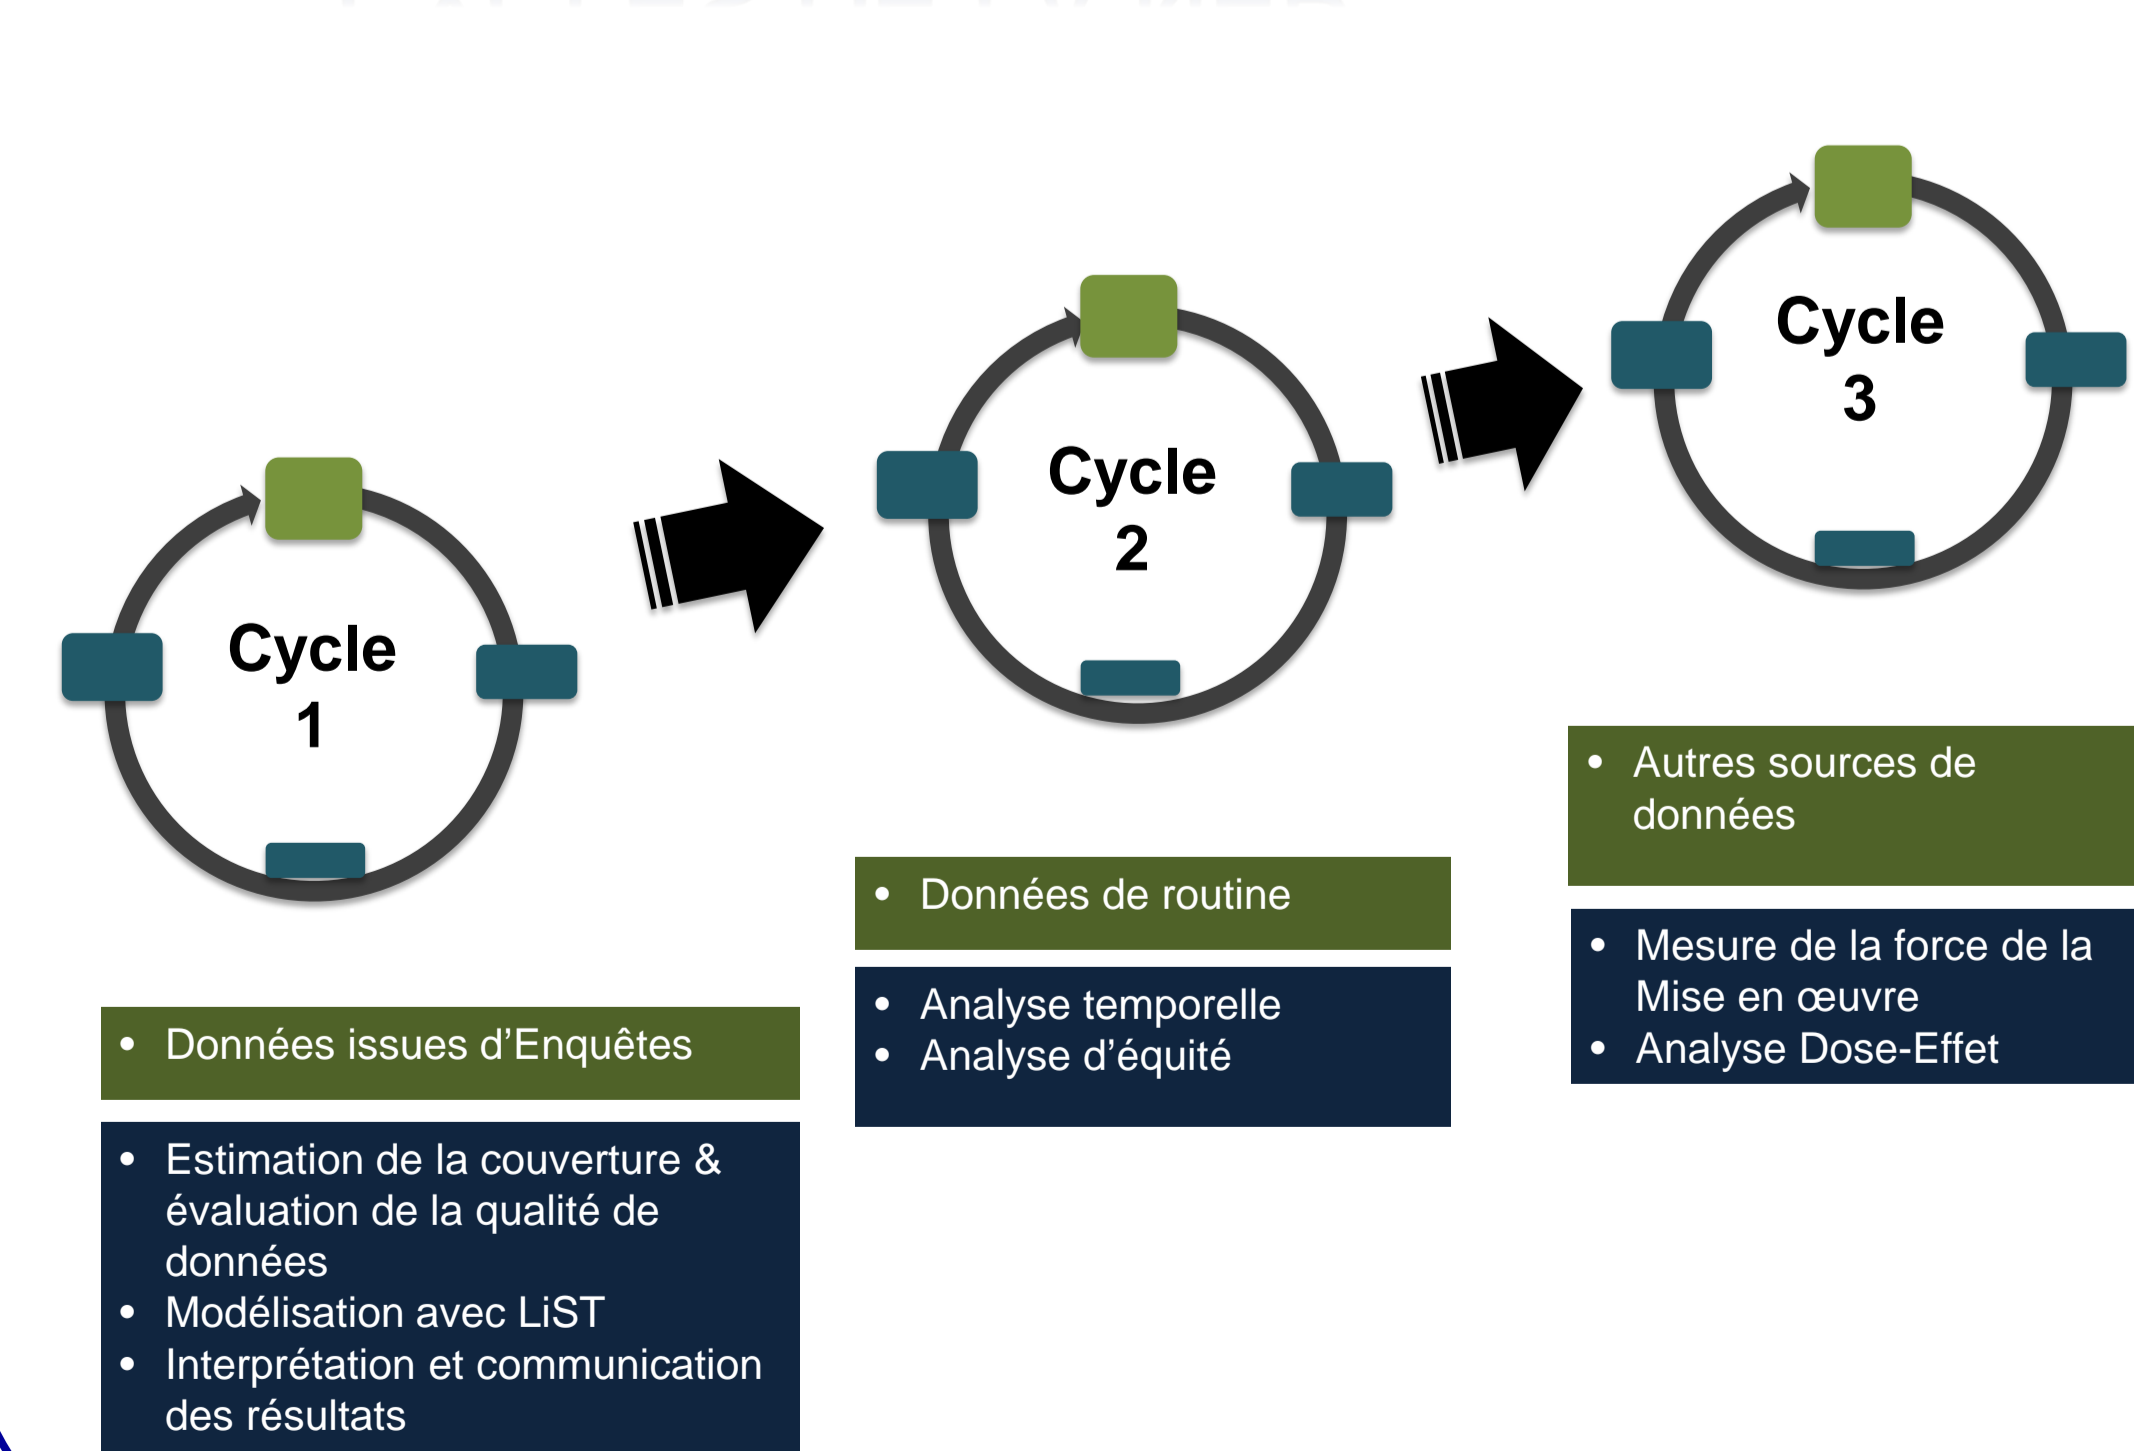 Cycle
1
Cycle
2
Cycle
3
• Données issues d’Enquêtes
• Estimation de la couverture &
évaluation de la qualité de
données
• Modélisation avec LiST
• Interprétation et communication
des résultats
• Données de routine
• Analyse temporelle
• Analyse d’équité
• Autres sources de
données
• Mesure de la force de la
Mise en œuvre
• Analyse Dose-Effet